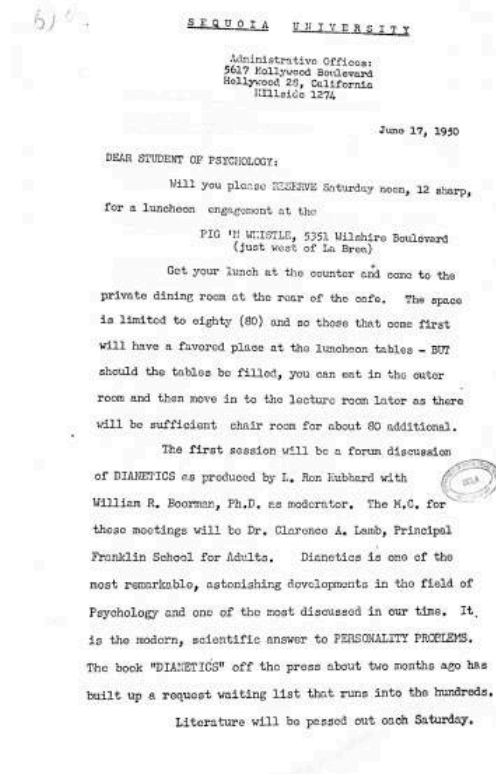 SEQUOIA UNIVERSITY
Administrative Offices:
5617 Hollywood Boulevard
Hollywood 28, California
HIllside 1274
June 17, 1950
DEAR STUDENT OF PSYCHOLOGY:
Will you please RESERVE Saturday noon, 12 sharp,
for a luncheon engagement at the
PIG 'N WHISTLE, 5351 Wilshire Boulevard
(just west of La Brea)
Get your lunch at the counter and come to the
private dining room at the rear of the cafe. The space
is limited to eighty (80) and so those that come first
will have a favored place at the luncheon tables - BUT
should the tables be filled, you can eat in the outer
room and then move in to the lecture room later as there
will be sufficient chair room for about 80 additional.
The first session will be a forum discussion
of DIANETICS as produced by L. Ron Hubbard with
William R. Boorman, Ph.D. as moderator. The M.C. for
these meetings will be Dr. Clarence A. Lamb, Principal
Franklin School for Adults. Dianetics is one of the
most remarkable, astonishing developments in the field of
Psychology and one of the most discussed in our time. It
is the modern, scientific answer to PERSONALITY PROBLEMS.
The book "DIANETICS" off the press about two months ago has
built up a request waiting list that runs into the hundreds.
Literature will be passed out each Saturday.
UCLA